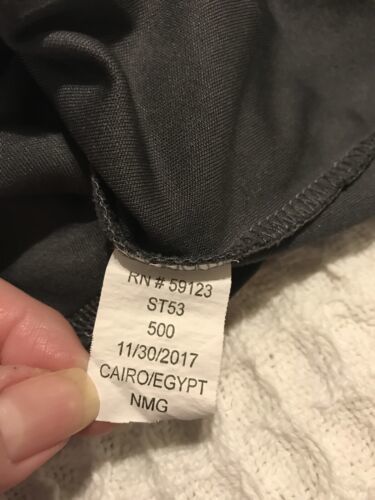 RN # 59123
ST53
500
11/30/2017
CAIRO/EGYPT
NMG